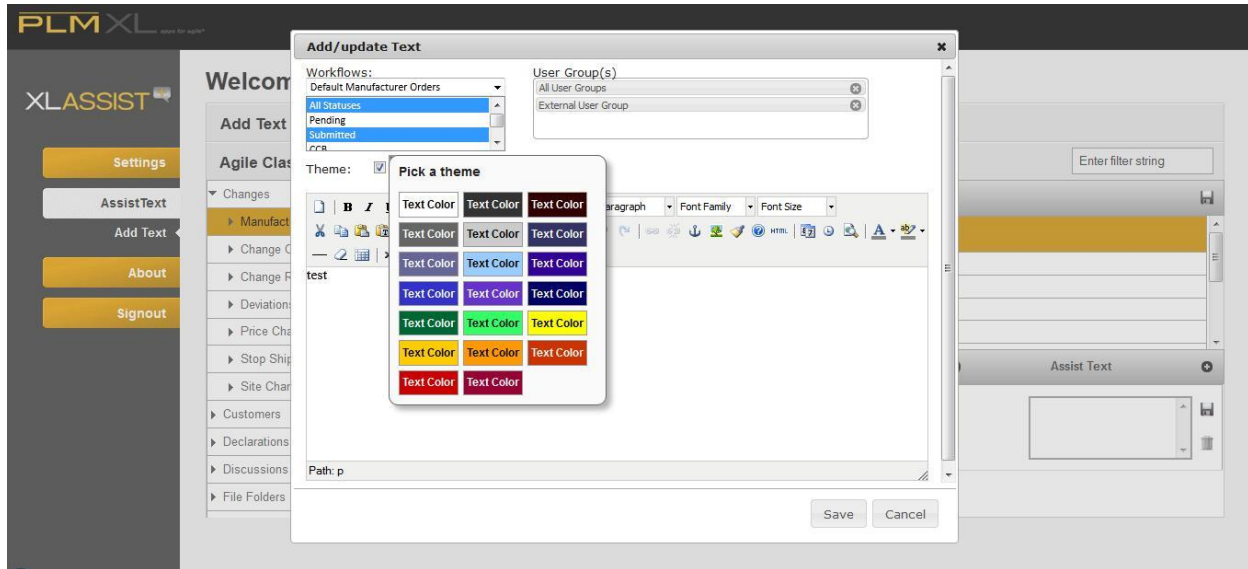 PLM XL
XLASSIST
Settings
AssistText
Add Text
About
Signout
Welcom
Add Text
Agile Clas
Enter filter string
Changes
Manufact
Change C
Change R
Deviation
Price Cha
Stop Ship
Site Char
Customers
Declarations
Discussions
File Folders
Assist Text
Add/update Text
Workflows:
Default Manufacturer Orders
All Statuses
Pending
Submitted
CCB
User Group(s)
All User Groups
External User Group
Theme:
Pick a theme
Text Color Text Color Text Color
Text Color Text Color Text Color
Text Color Text Color Text Color
Text Color Text Color Text Color
Text Color Text Color Text Color
Text Color Text Color Text Color
Text Color Text Color
B I
aragraph Font Family Font Size
HTML A ab
test
Path: p
Save Cancel